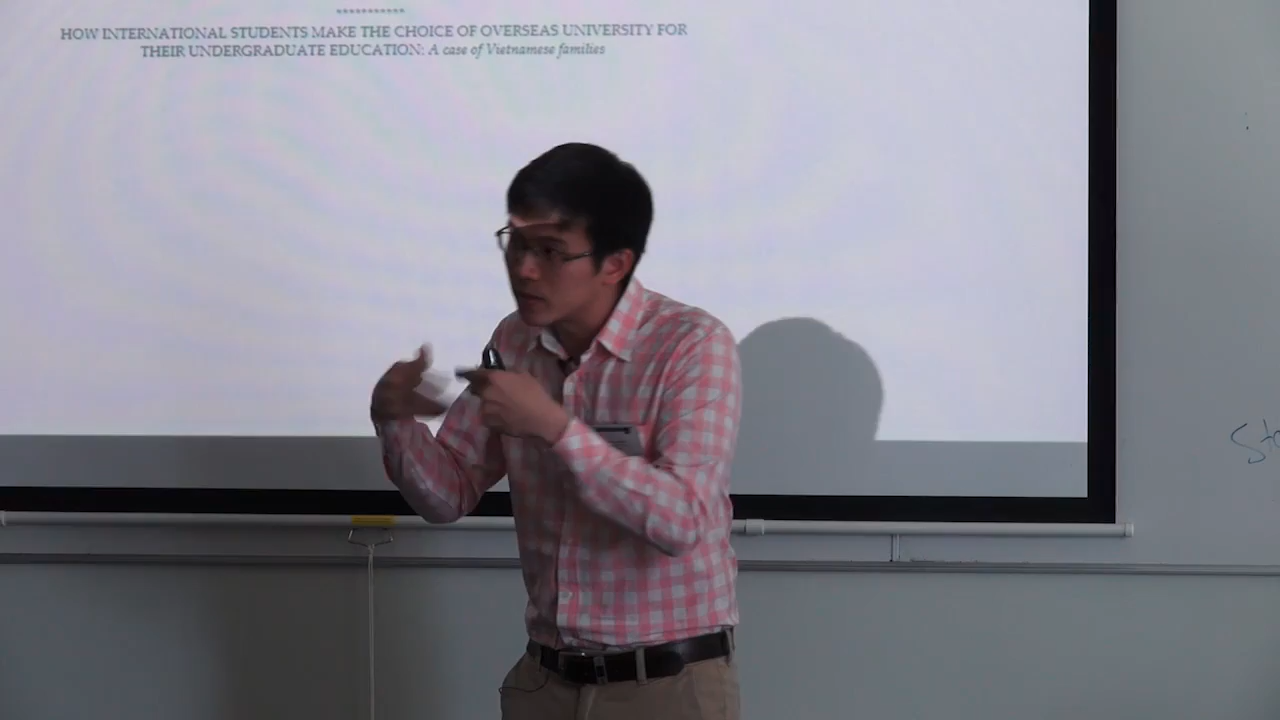 ***********
HOW INTERNATIONAL STUDENTS MAKE THE CHOICE OF OVERSEAS UNIVERSITY FOR
THEIR UNDERGRADUATE EDUCATION: A case of Vietnamese families